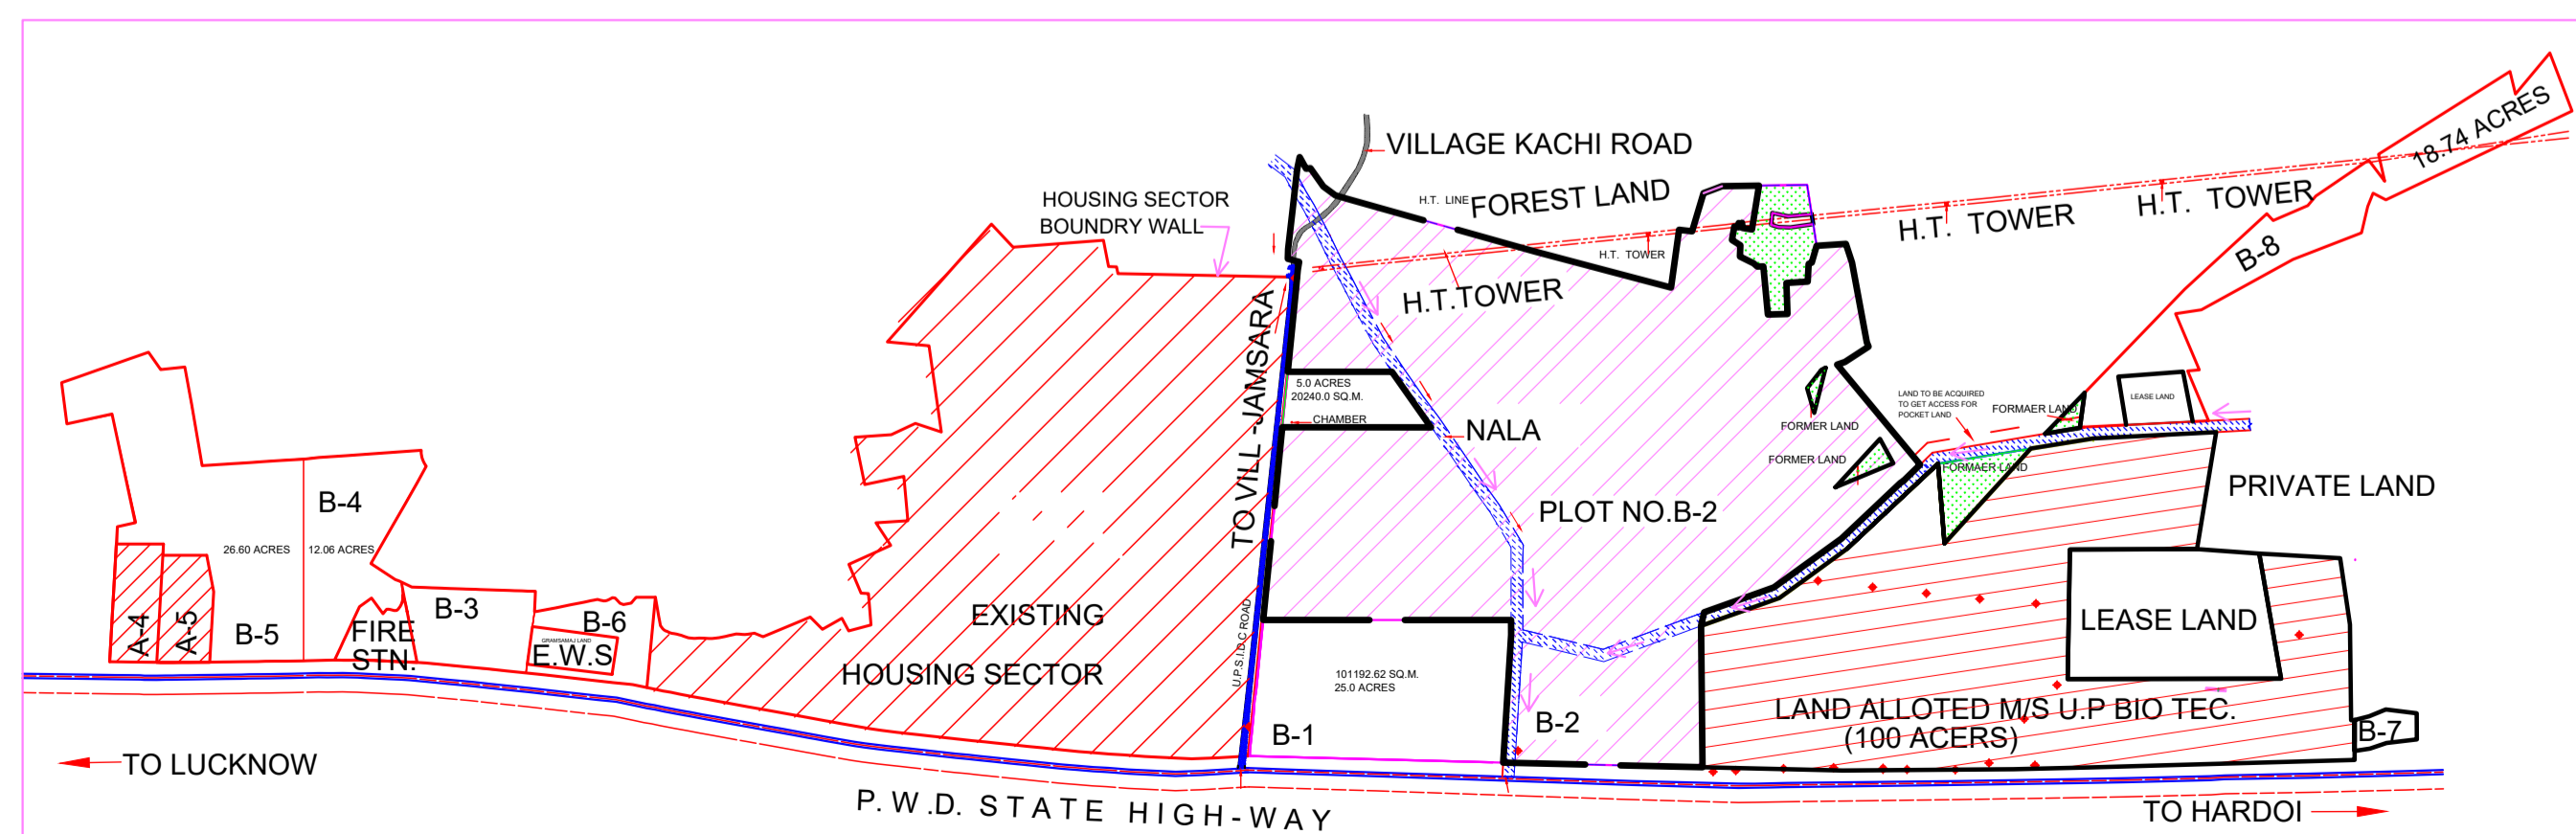 18.74 ACRES
VILLAGE KACHI ROAD
HOUSING SECTOR
BOUNDRY WALL
H.T. LINE
FOREST LAND
H.T. TOWER
H.T. TOWER
H.T. TOWER
H.T.TOWER
B-8
TO VILL-JAMSARA
5.0 ACRES
20240.0 SQ.M.
CHAMBER
NALA
LAND TO BE ACQUIRED
TO GET ACCESS FOR
POCKET LAND
LEASE LAND
FORMAER LAND
FORMER LAND
FORMER LAND
FORMAER LAND
PRIVATE LAND
PLOT NO.B-2
B-4
26.60 ACRES
12.06 ACRES
A-4
A-5
B-5
FIRE
STN.
B-3
B-6
GRAMSAMAJ LAND
E.W.S
EXISTING
HOUSING SECTOR
U.P.S.I.D.C ROAD
101192.62 SQ.M.
25.0 ACRES
B-1
B-2
LEASE LAND
LAND ALLOTED M/S U.P BIO TEC.
(100 ACERS)
B-7
TO LUCKNOW
P.W.D. STATE HIGH-WAY
TO HARDOI